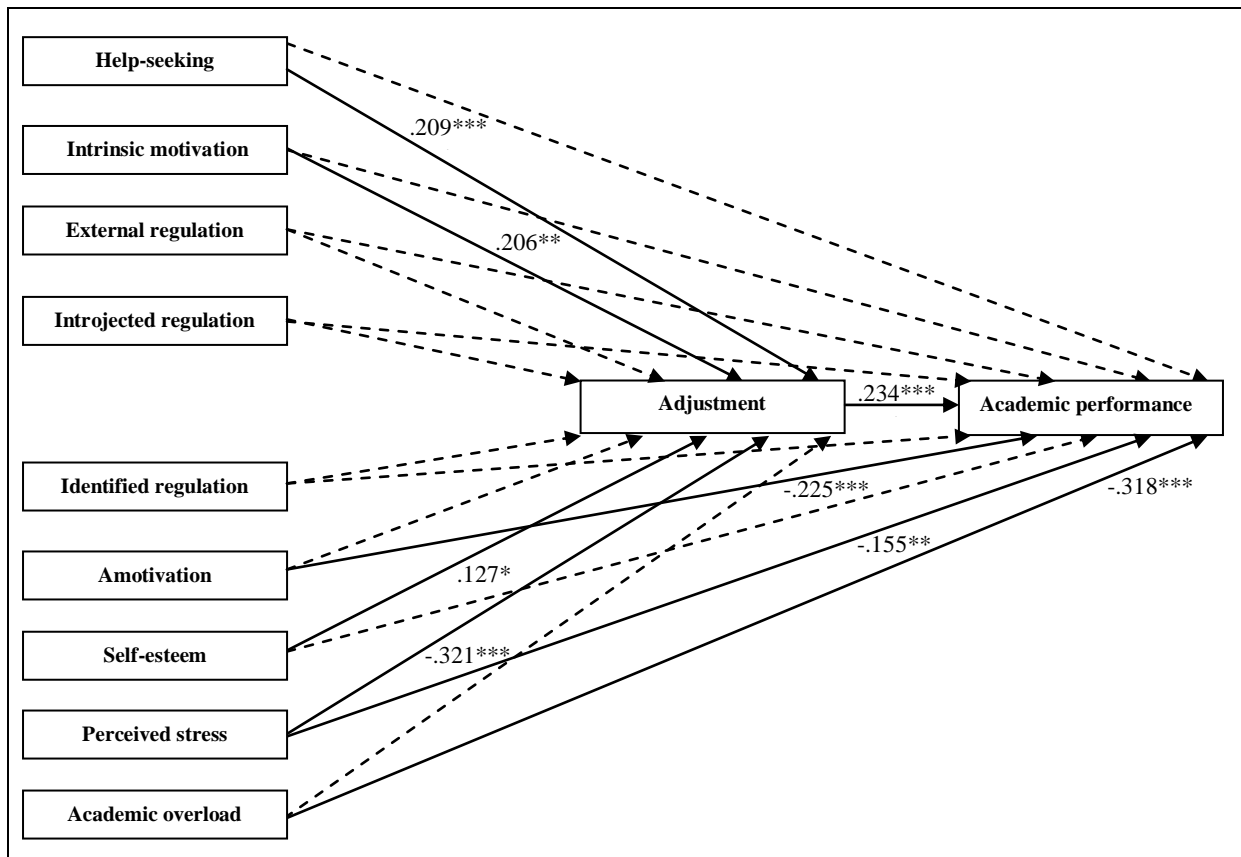 Help-seeking
.209***
Intrinsic motivation
External regulation
.206**
Introjected regulation
Adjustment
.234***
Academic performance
Identified regulation
-.225***
-.318***
Amotivation
-.155**
.127*
Self-esteem
-.321***
Perceived stress
Academic overload